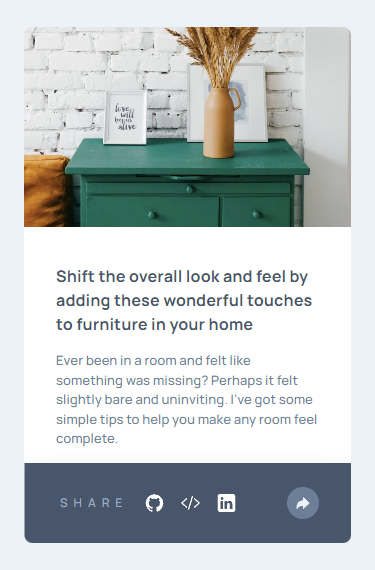 love
will
keep us
alive
Shift the overall look and feel by
adding these wonderful touches
to furniture in your home
Ever been in a room and felt like
something was missing? Perhaps it felt
slightly bare and uninviting. I've got some
simple tips to help you make any room feel
complete.
SHARE